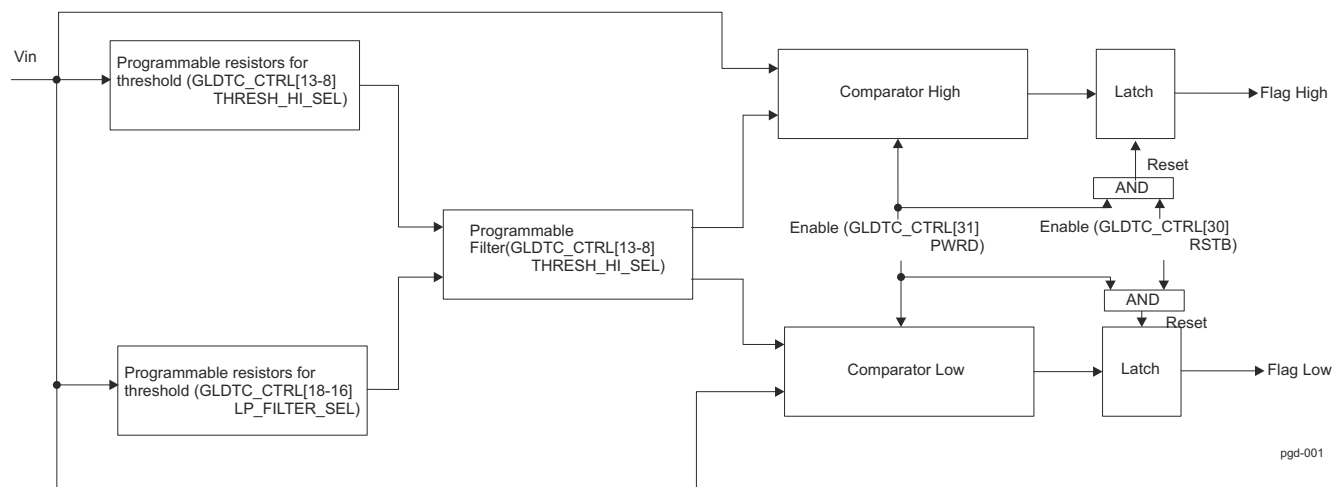 Vin
Programmable resistors for
threshold (GLDTC_CTRL[13-8]
THRESH_HI_SEL)
Comparator High
Latch
Flag High
Reset
AND
Programmable
Filter(GLDTC_CTRL[13-8]
THRESH_HI_SEL)
Enable (GLDTC_CTRL[31]
PWRD)
Enable (GLDTC_CTRL[30]
RSTB)
AND
Reset
Programmable resistors for
threshold (GLDTC_CTRL[18-16]
LP_FILTER_SEL)
Comparator Low
Latch
Flag Low
pgd-001